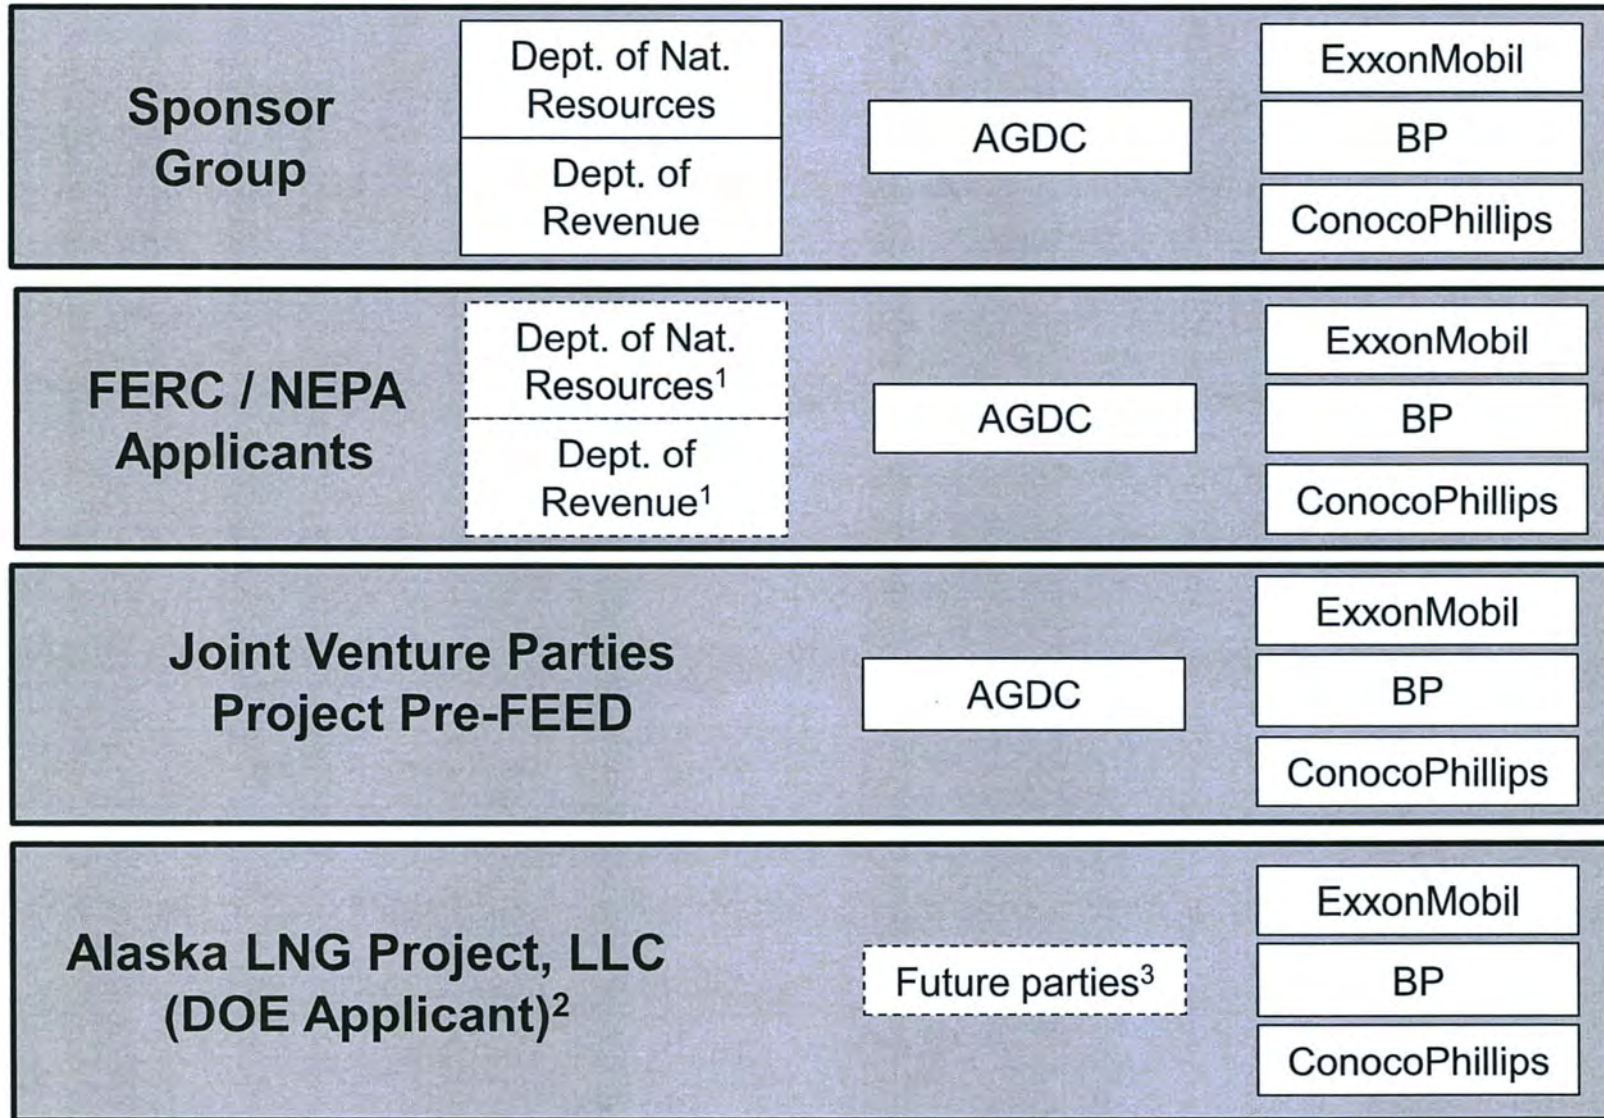 Sponsor
Group
Dept. of Nat.
Resources
Dept. of
Revenue
AGDC
ExxonMobil
BP
ConocoPhillips
FERC / NEPA
Applicants
Dept. of Nat.
Resources¹
Dept. of
Revenue¹
AGDC
ExxonMobil
BP
ConocoPhillips
Joint Venture Parties
Project Pre-FEED
AGDC
ExxonMobil
BP
ConocoPhillips
Alaska LNG Project, LLC
(DOE Applicant)²
Future parties³
ExxonMobil
BP
ConocoPhillips